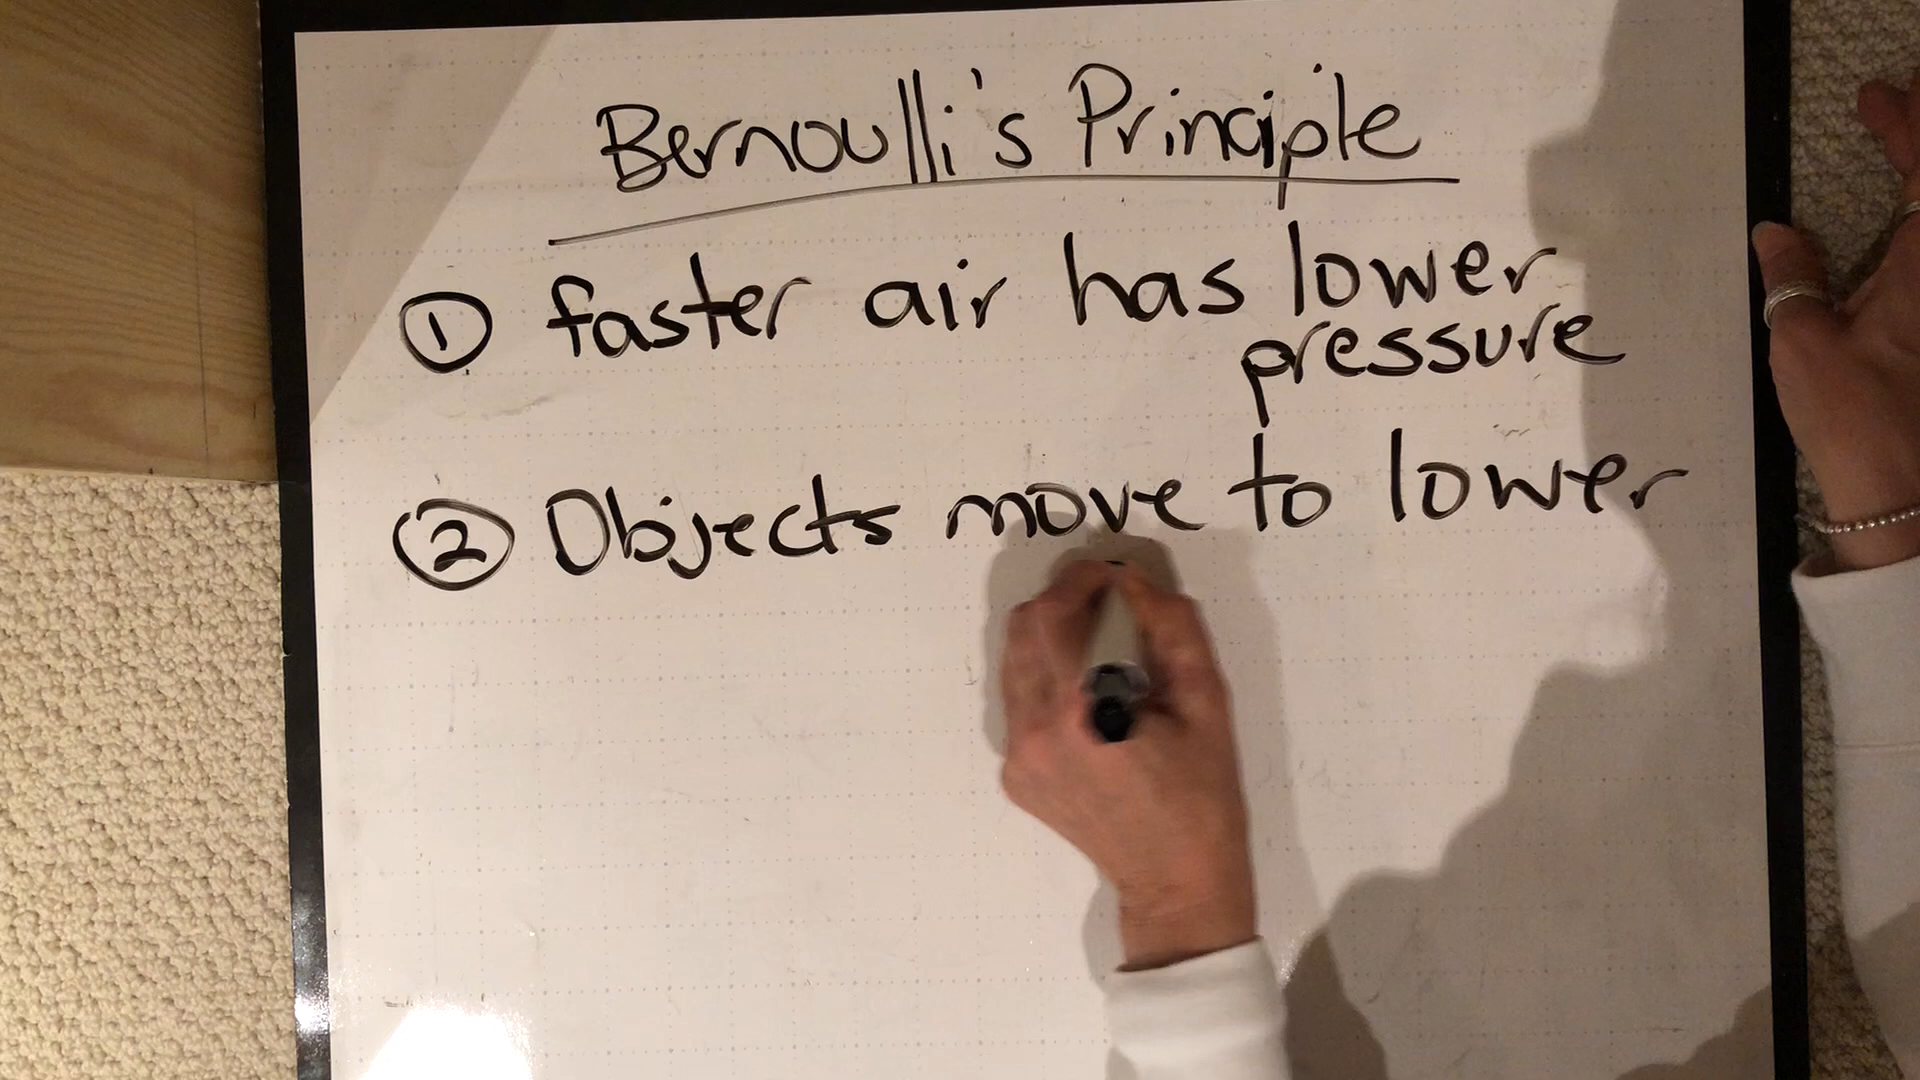 Bernoulli's Principle
① faster air has lower
pressure
② Objects move to lower